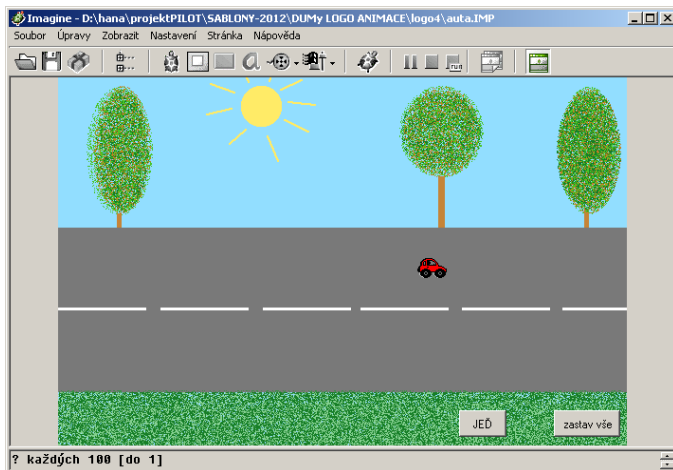 Imagine - D:\hana\projektPILOT\SABLONY-2012\DUMy LOGO ANIMACE\logo4\auta.IMP
Soubor Úpravy Zobrazit Nastavení Stránka Nápověda
run
JEĎ
zastav vše
? každých 100 [do 1]